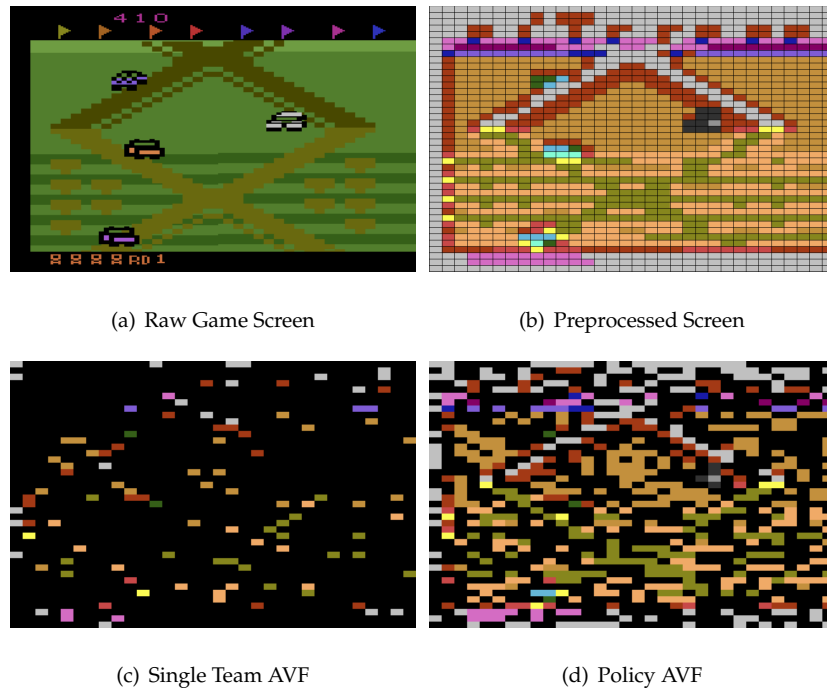 410
RD 1
(a) Raw Game Screen
(b) Preprocessed Screen
(c) Single Team AVF
(d) Policy AVF